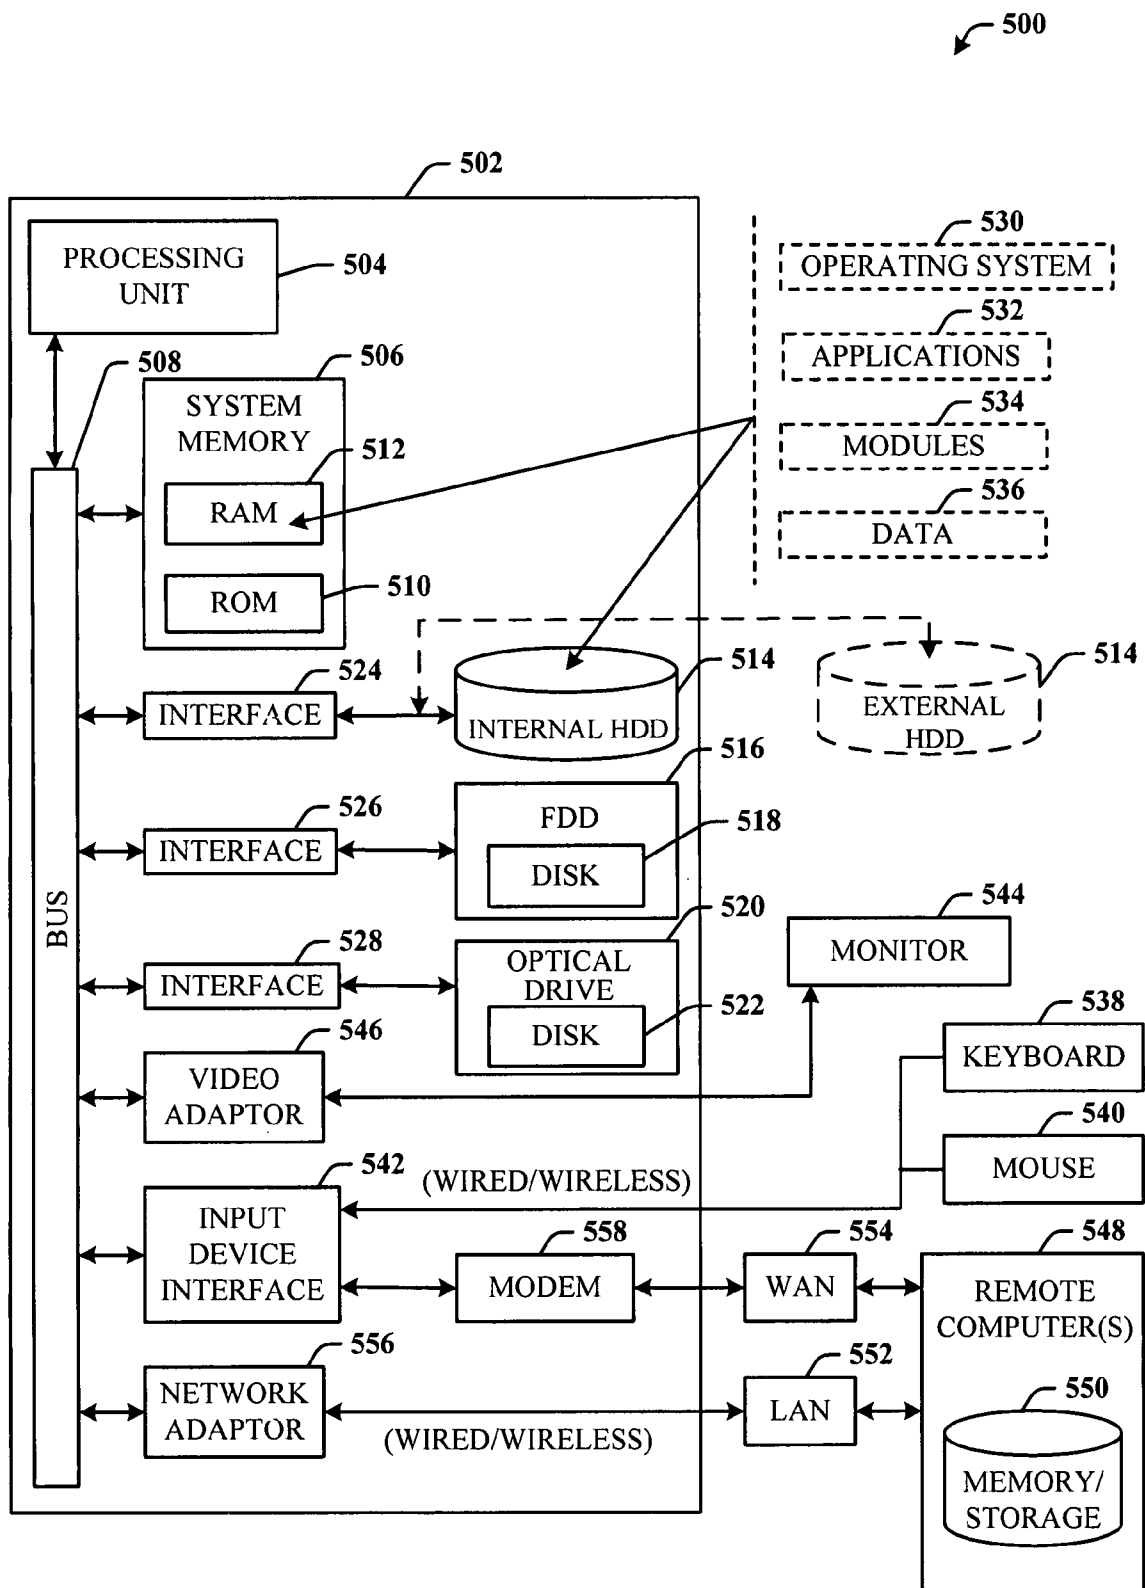 500
502
PROCESSING
UNIT
504
530
OPERATING SYSTEM
532
APPLICATIONS
534
MODULES
536
DATA
508
506
SYSTEM
MEMORY
512
RAM
510
ROM
524
INTERFACE
514
INTERNAL HDD
514
EXTERNAL
HDD
516
FDD
526
INTERFACE
518
DISK
BUS
520
OPTICAL
DRIVE
528
INTERFACE
522
DISK
544
MONITOR
546
VIDEO
ADAPTOR
538
KEYBOARD
540
MOUSE
542
(WIRED/WIRELESS)
INPUT
DEVICE
INTERFACE
558
MODEM
554
WAN
548
REMOTE
COMPUTER(S)
556
NETWORK
ADAPTOR
(WIRED/WIRELESS)
552
LAN
550
MEMORY/
STORAGE